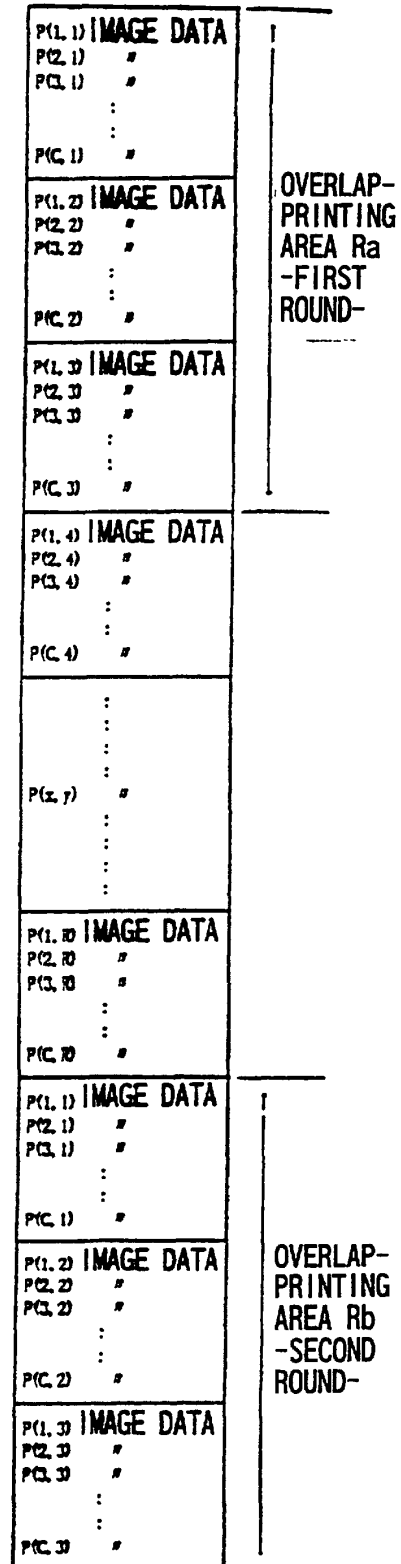 P(1, 1) IMAGE DATA
P(2, 1) 〃
P(3, 1) 〃
:
:
P(C, 1) 〃
OVERLAP-
PRINTING
AREA Ra
-FIRST
ROUND-
P(1, 2) IMAGE DATA
P(2, 2) 〃
P(3, 2) 〃
:
:
P(C, 2) 〃
P(1, 3) IMAGE DATA
P(2, 3) 〃
P(3, 3) 〃
:
:
P(C, 3) 〃
P(1, 4) IMAGE DATA
P(2, 4) 〃
P(3, 4) 〃
:
:
P(C, 4) 〃
:
:
:
:
P(x, y) 〃
:
:
:
:
P(1, R) IMAGE DATA
P(2, R) 〃
P(3, R) 〃
:
:
P(C, R) 〃
P(1, 1) IMAGE DATA
P(2, 1) 〃
P(3, 1) 〃
:
:
P(C, 1) 〃
OVERLAP-
PRINTING
AREA Rb
-SECOND
ROUND-
P(1, 2) IMAGE DATA
P(2, 2) 〃
P(3, 2) 〃
:
:
P(C, 2) 〃
P(1, 3) IMAGE DATA
P(2, 3) 〃
P(3, 3) 〃
:
:
P(C, 3) 〃